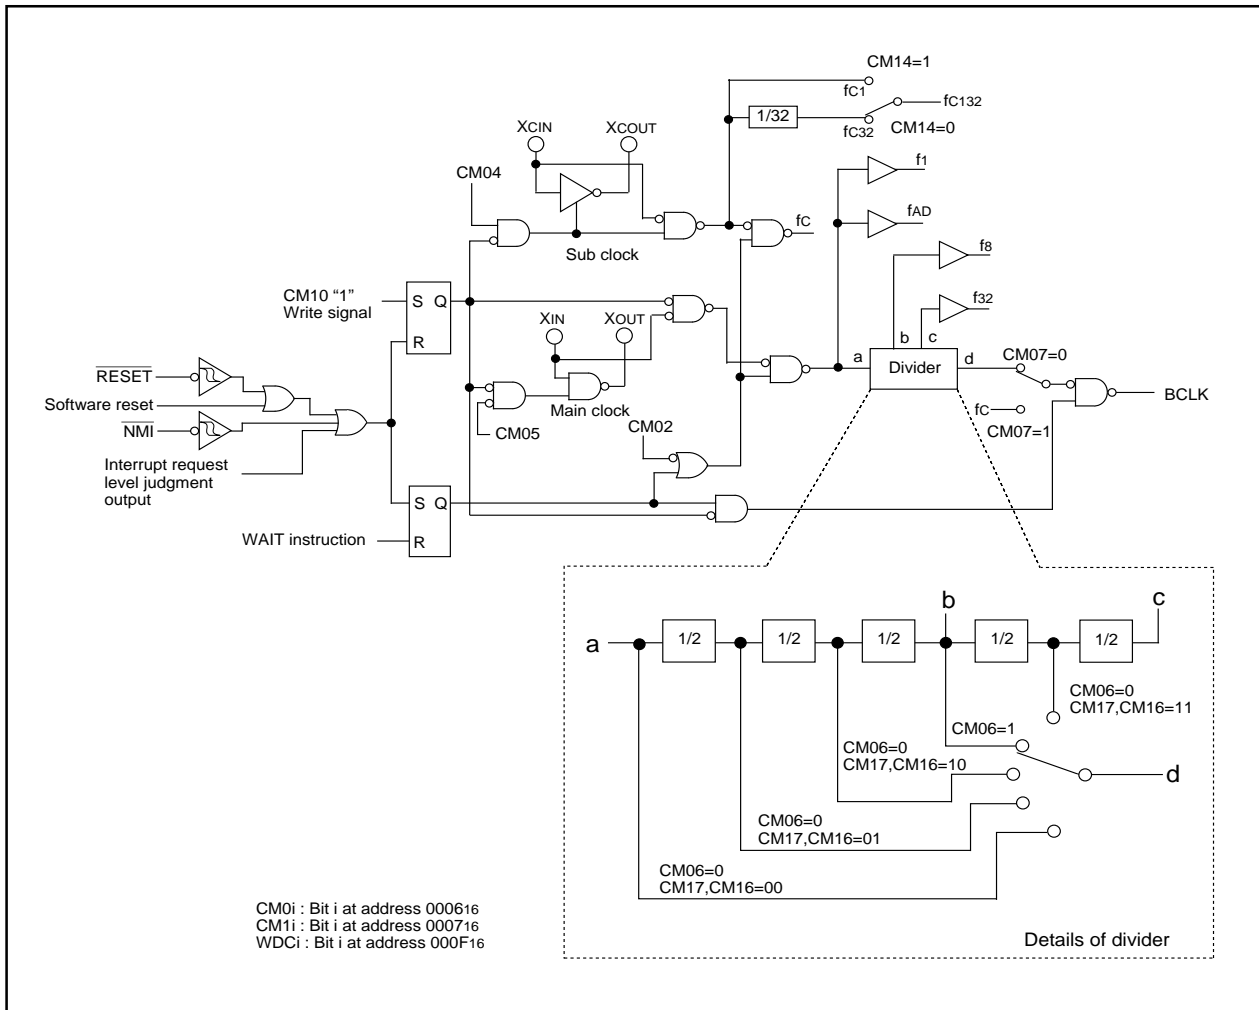 CM14=1
fC1
fC132
1/32
fC32
CM14=0
XCIN
XCOUT
f1
CM04
fAD
fC
Sub clock
f8
CM10 “1”
Write signal
S Q
R
f32
XIN
XOUT
b
c
RESET
a
Divider
d
CM07=0
Software reset
Main clock
BCLK
NMI
CM05
CM02
fC
CM07=1
Interrupt request
level judgment
output
S Q
R
WAIT instruction
a
1/2
1/2
1/2
b
1/2
1/2
c
CM06=0
CM17,CM16=11
CM06=1
CM06=0
CM17,CM16=10
d
CM06=0
CM17,CM16=01
CM06=0
CM17,CM16=00
CM0i : Bit i at address 000616
CM1i : Bit i at address 000716
WDCi : Bit i at address 000F16
Details of divider